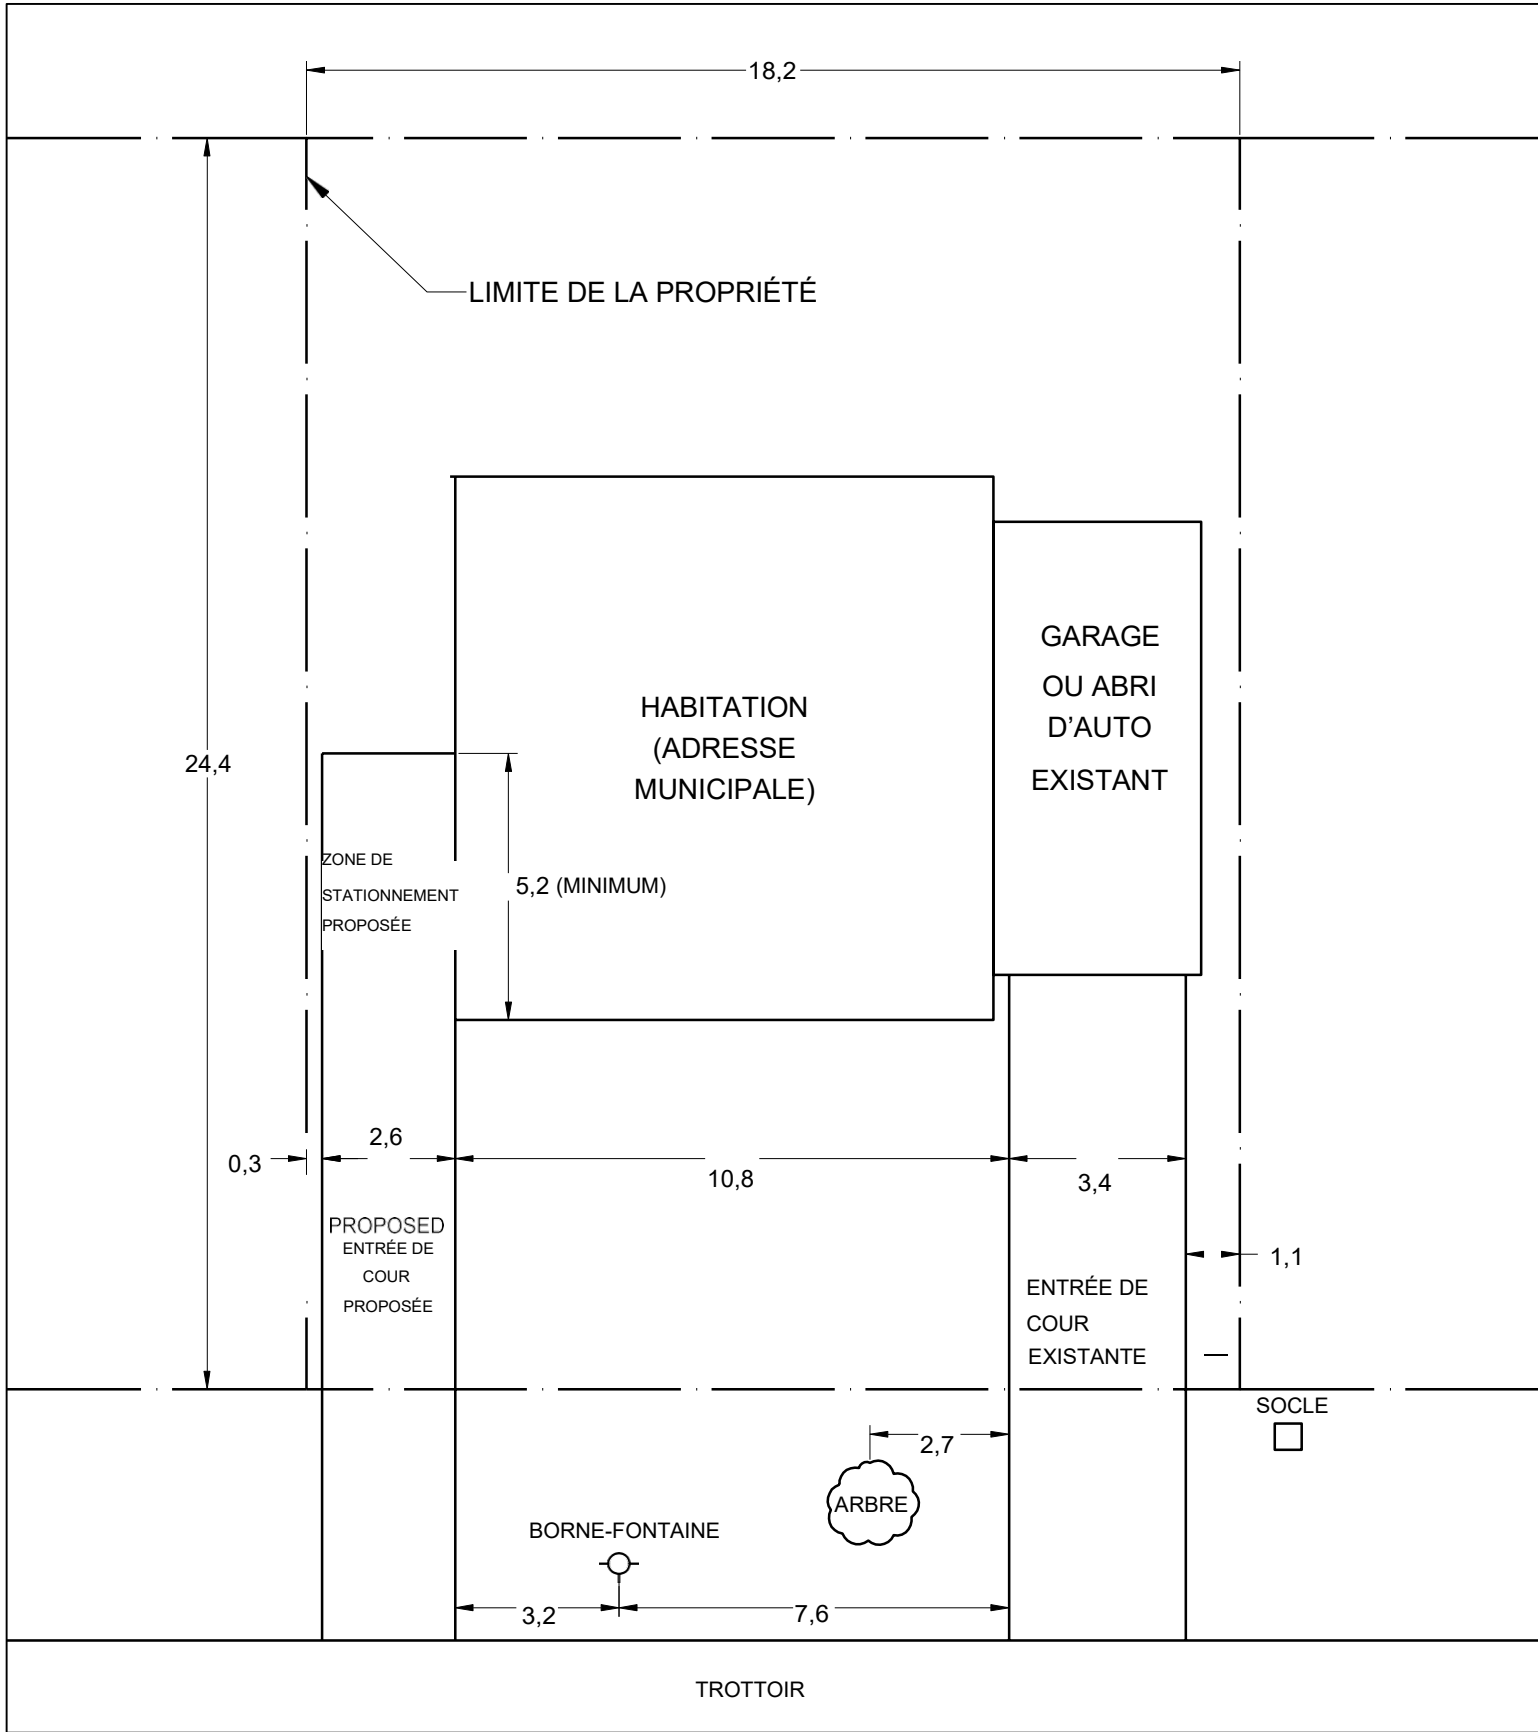 18,2
LIMITE DE LA PROPRIÉTÉ
GARAGE
OU ABRI
D'AUTO
EXISTANT
HABITATION
(ADRESSE
MUNICIPALE)
24,4
ZONE DE
STATIONNEMENT
PROPOSÉE
5,2 (MINIMUM)
0,3
2,6
10,8
3,4
1,1
PROPOSED
ENTRÉE DE
COUR
PROPOSÉE
ENTRÉE DE
COUR
EXISTANTE
SOCLE
2,7
ARBRE
BORNE-FONTAINE
3,2
7,6
TROTTOIR